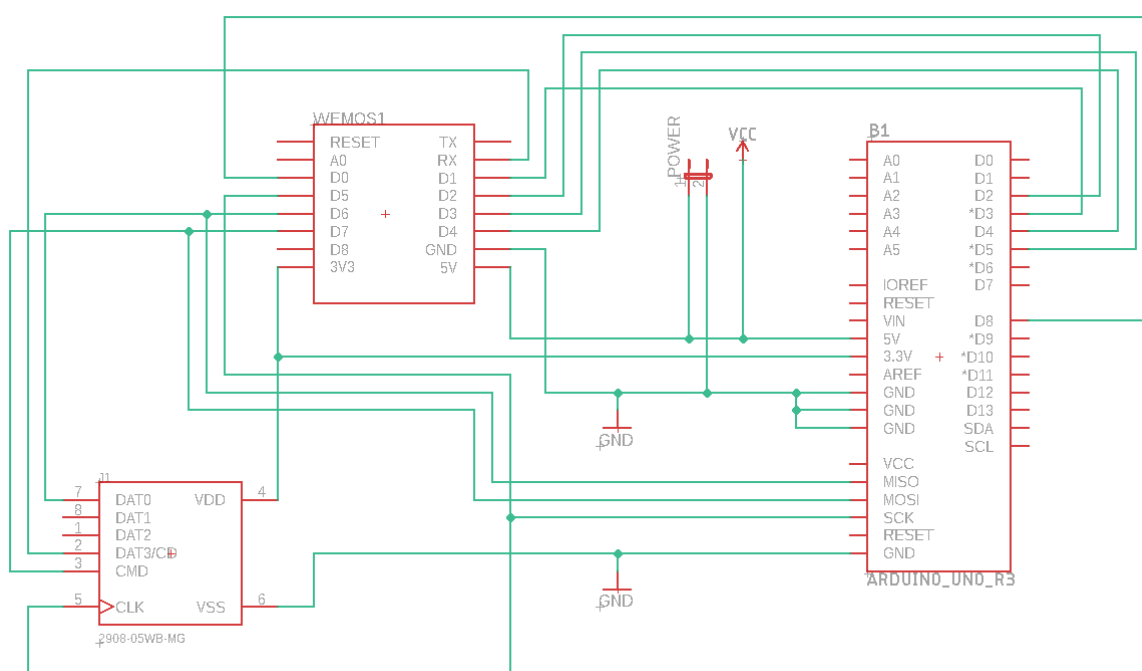 WEMOS1
RESET TX
A0 RX
D0 D1
D5 D2
D6 D3
D7 D4
D8 GND
3V3 5V
POWER
1 2
VCC
B1
A0 D0
A1 D1
A2 D2
A3 *D3
A4 D4
A5 *D5
*D6
IOREF D7
RESET
VIN D8
5V *D9
3.3V *D10
AREF *D11
GND D12
GND D13
GND SDA
SCL
VCC
MISO
MOSI
SCK
RESET
GND
ARDUINO_UNO_R3
GND
GND
J1
7 DAT0 VDD 4
8 DAT1
1 DAT2
2 DAT3/CD
3 CMD
5 CLK VSS 6
2908-05WB-MG